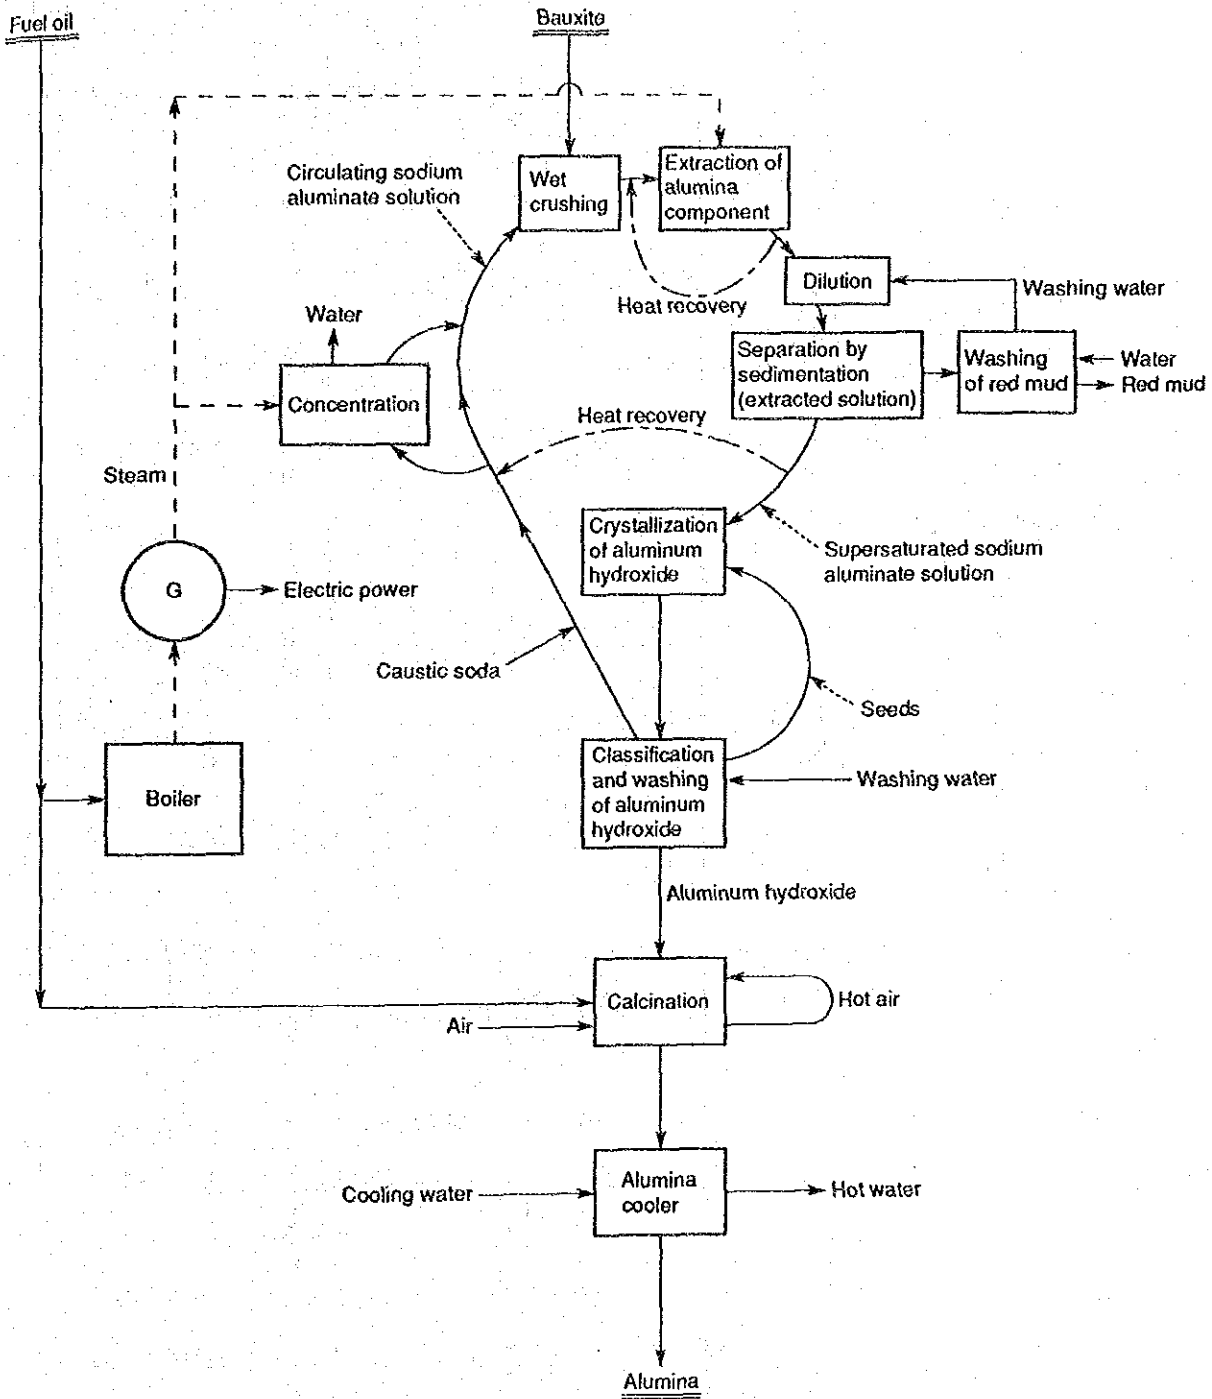 Fuel oil
Bauxite
Circulating sodium
aluminate solution
Wet
crushing
Extraction of
alumina
component
Dilution
Washing water
Heat recovery
Water
Separation by
sedimentation
(extracted solution)
Washing
of red mud
Water
Red mud
Concentration
Heat recovery
Steam
Crystallization
of aluminum
hydroxide
Supersaturated sodium
aluminate solution
G
Electric power
Caustic soda
Seeds
Classification
and washing
of aluminum
hydroxide
Washing water
Boiler
Aluminum hydroxide
Calcination
Hot air
Air
Alumina
cooler
Cooling water
Hot water
Alumina